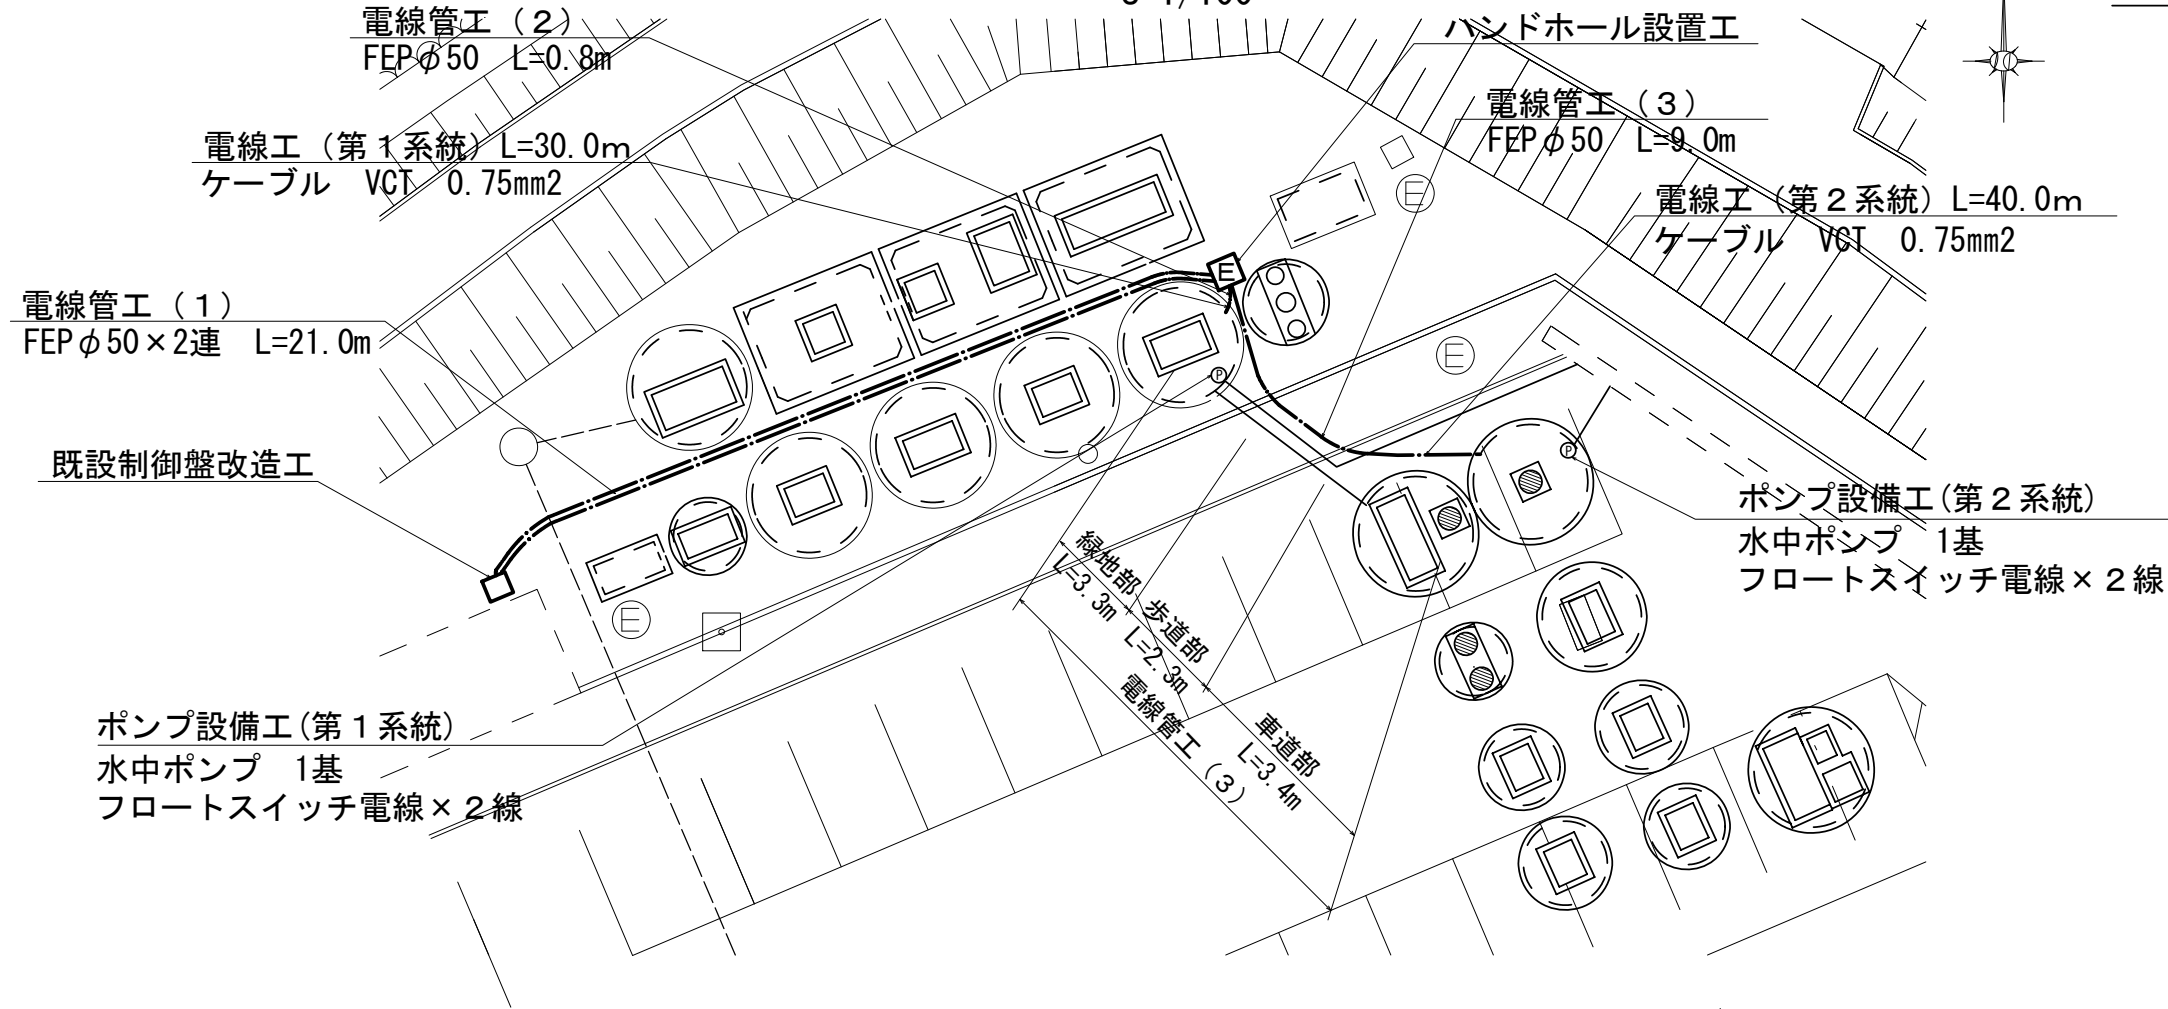 電線管工（２）
FEPφ50　L=0.8m
ハンドホール設置工
電線管工（３）
FEPφ50　L=9.0m
電線工（第１系統）L=30.0m
ケーブル　VCT　0.75mm2
電線工（第２系統）L=40.0m
ケーブル　VCT　0.75mm2
電線管工（１）
FEPφ50×2連　L=21.0m
E
E
E
P
既設制御盤改造工
P
ポンプ設備工(第２系統)
水中ポンプ　1基
フロートスイッチ電線×２線
緑地部
L=3.3m
歩道部
L=2.3m
車道部
L=3.4m
電線管工（３）
E
ポンプ設備工(第１系統)
水中ポンプ　1基
フロートスイッチ電線×２線